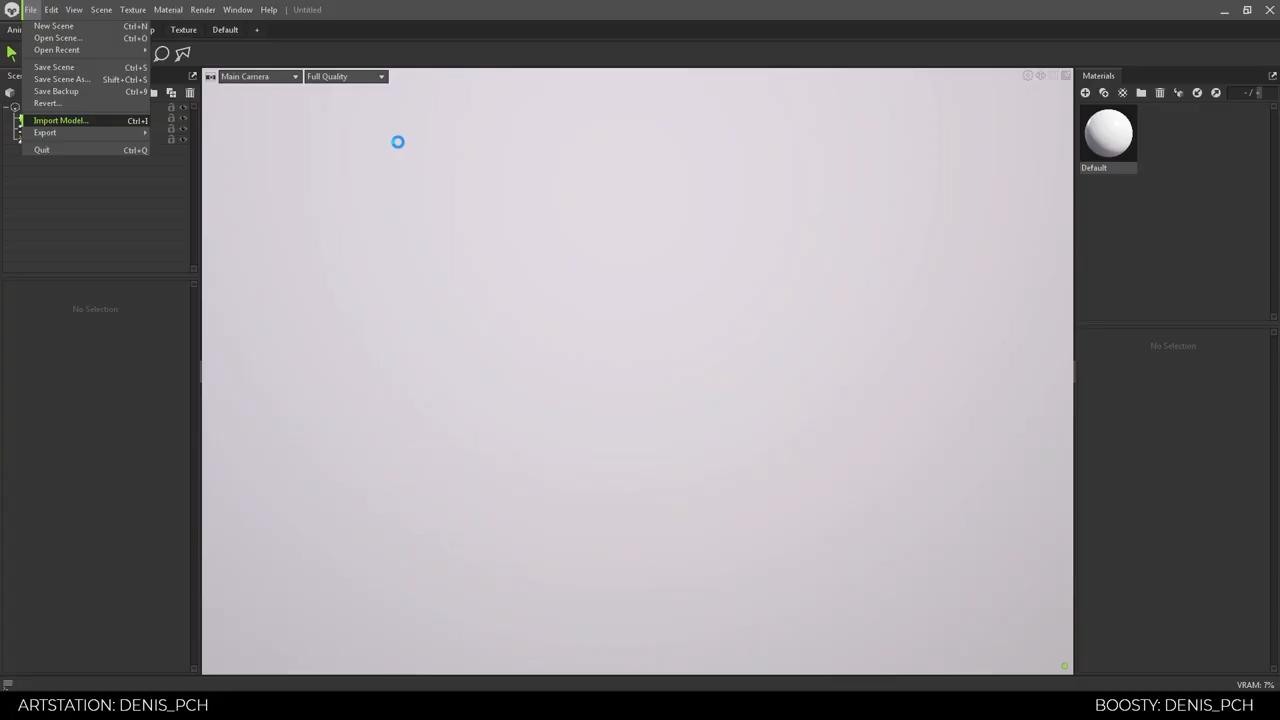 File Edit View Scene Texture Material Render Window Help | Untitled
Texture Default +
New Scene Ctrl+N
Open Scene... Ctrl+O
Open Recent
Save Scene Ctrl+S
Save Scene As... Shift+Ctrl+S
Save Backup Ctrl+9
Revert...
Import Model... Ctrl+I
Export
Quit Ctrl+Q
No Selection
Main Camera Full Quality
Materials
- /
Default
No Selection
VRAM: 7%
ARTSTATION: DENIS_PCH BOOSTY: DENIS_PCH